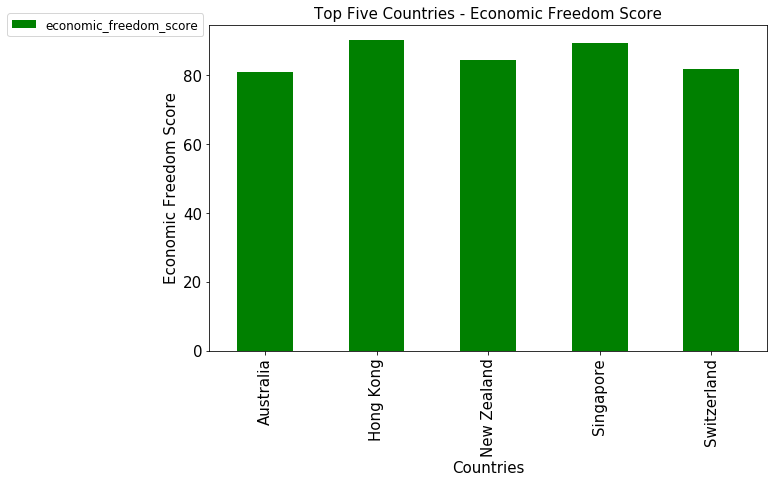 Top Five Countries - Economic Freedom Score
economic_freedom_score
Economic Freedom Score
80
60
40
20
0
Australia
Hong Kong
New Zealand
Singapore
Switzerland
Countries